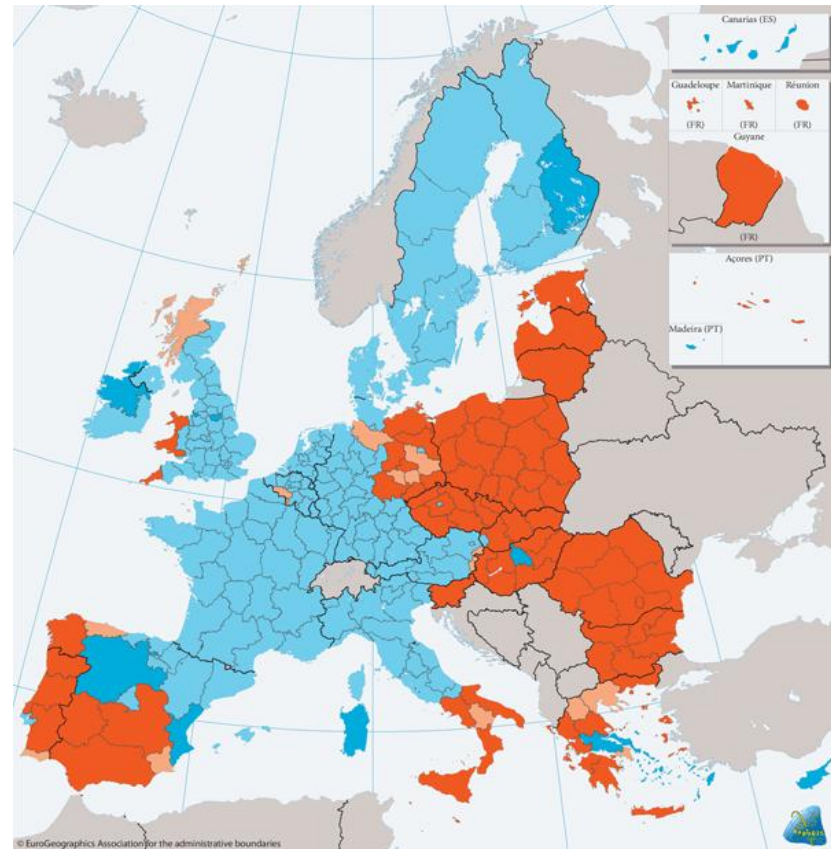 Canarias (ES)
Guadeloupe Martinique Réunion
(FR) (FR) (FR)
Guyane
(FR)
Açores (PT)
Madeira (PT)
© EuroGeographics Association for the administrative boundaries